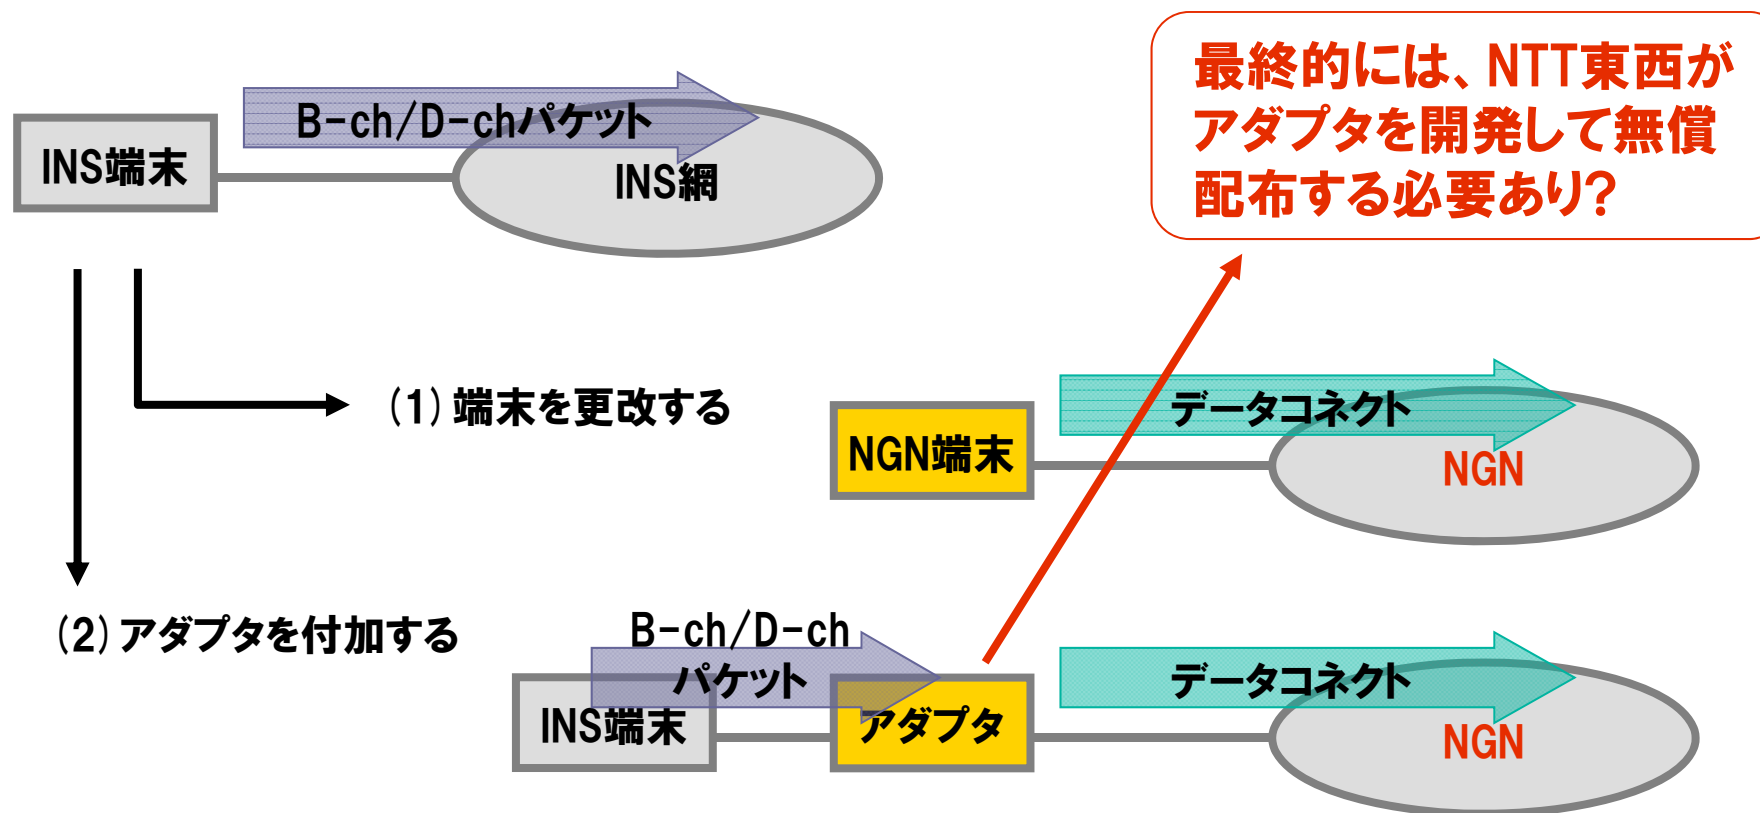 B-ch/D-chパケット
INS端末
INS網
最終的には、NTT東西が
アダプタを開発して無償
配布する必要あり?
(1)端末を更改する
データコネクト
NGN端末
NGN
(2)アダプタを付加する
B-ch/D-ch
パケット
データコネクト
INS端末
アダプタ
NGN